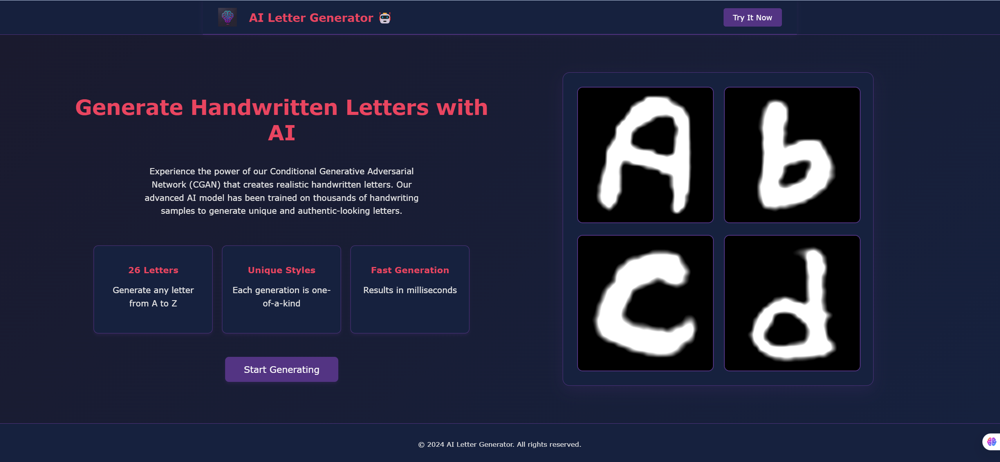 AI Letter Generator 🤖
Try It Now
Generate Handwritten Letters with
AI
Experience the power of our Conditional Generative Adversarial
Network (CGAN) that creates realistic handwritten letters. Our
advanced AI model has been trained on thousands of handwriting
samples to generate unique and authentic-looking letters.
26 Letters
Generate any letter
from A to Z
Unique Styles
Each generation is one-
of-a-kind
Fast Generation
Results in milliseconds
Start Generating
A b
C d
© 2024 AI Letter Generator. All rights reserved.